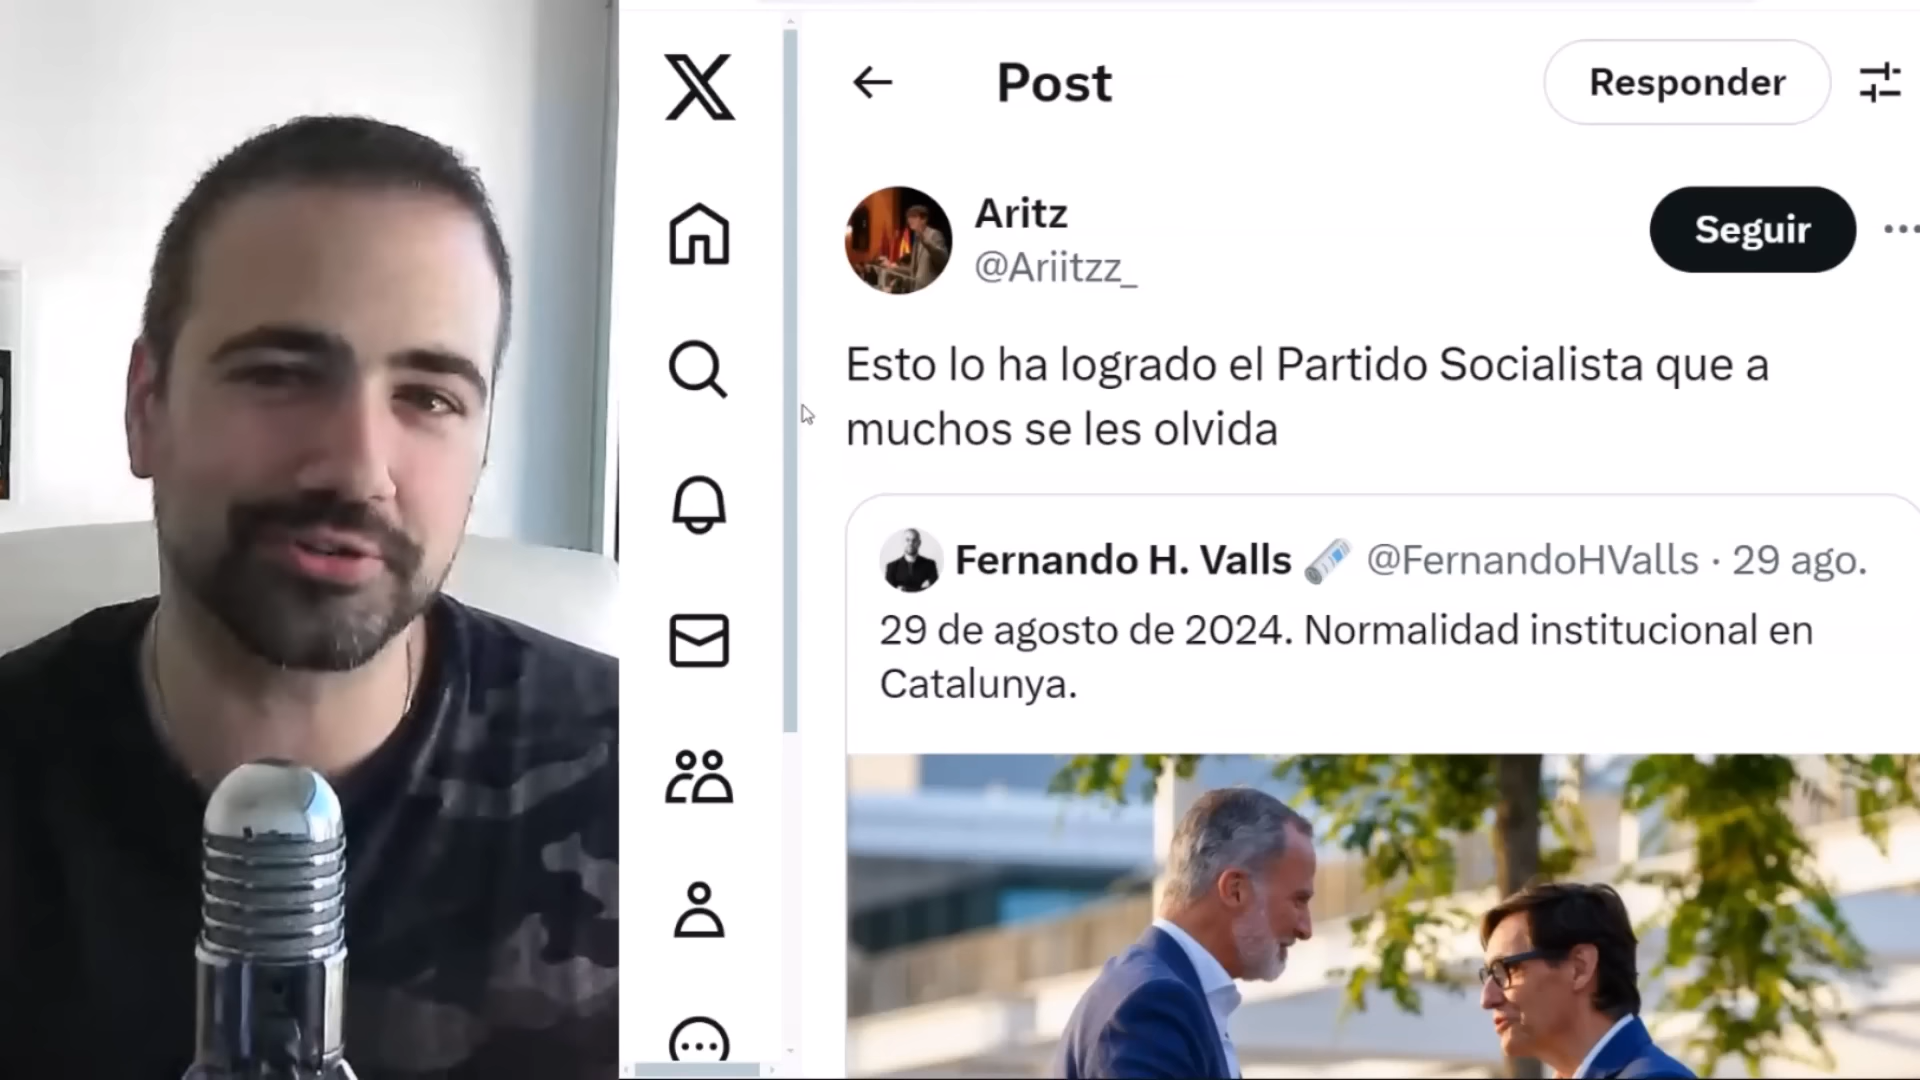 Post
Responder
Aritz
@Ariitzz_
Seguir
Esto lo ha logrado el Partido Socialista que a
muchos se les olvida
Fernando H. Valls @FernandoHValls · 29 ago.
29 de agosto de 2024. Normalidad institucional en
Catalunya.